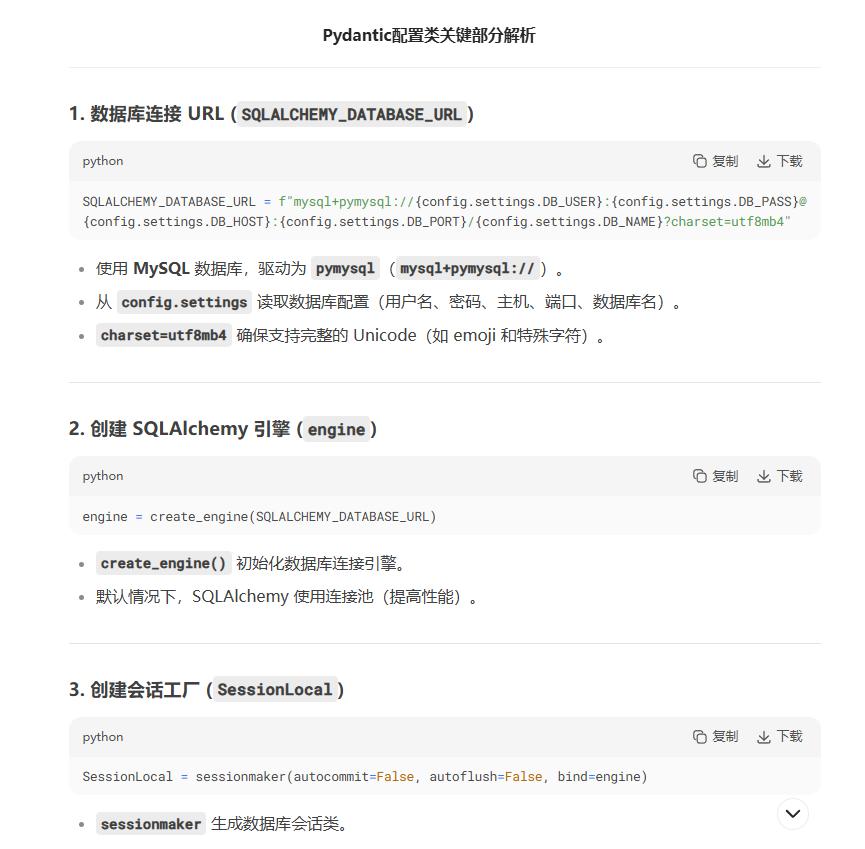 Pydantic配置类关键部分解析
1. 数据库连接 URL (SQLALCHEMY_DATABASE_URL)
python 复制 下载
SQLALCHEMY_DATABASE_URL = f"mysql+pymysql://{config.settings.DB_USER}:{config.settings.DB_PASS}@
{config.settings.DB_HOST}:{config.settings.DB_PORT}/{config.settings.DB_NAME}?charset=utf8mb4"
• 使用 MySQL 数据库，驱动为 pymysql（mysql+pymysql://）。
• 从 config.settings 读取数据库配置（用户名、密码、主机、端口、数据库名）。
• charset=utf8mb4 确保支持完整的 Unicode（如 emoji 和特殊字符）。
2. 创建 SQLAlchemy 引擎 (engine)
python 复制 下载
engine = create_engine(SQLALCHEMY_DATABASE_URL)
• create_engine() 初始化数据库连接引擎。
• 默认情况下，SQLAlchemy 使用连接池（提高性能）。
3. 创建会话工厂 (SessionLocal)
python 复制 下载
SessionLocal = sessionmaker(autocommit=False, autoflush=False, bind=engine)
• sessionmaker 生成数据库会话类。